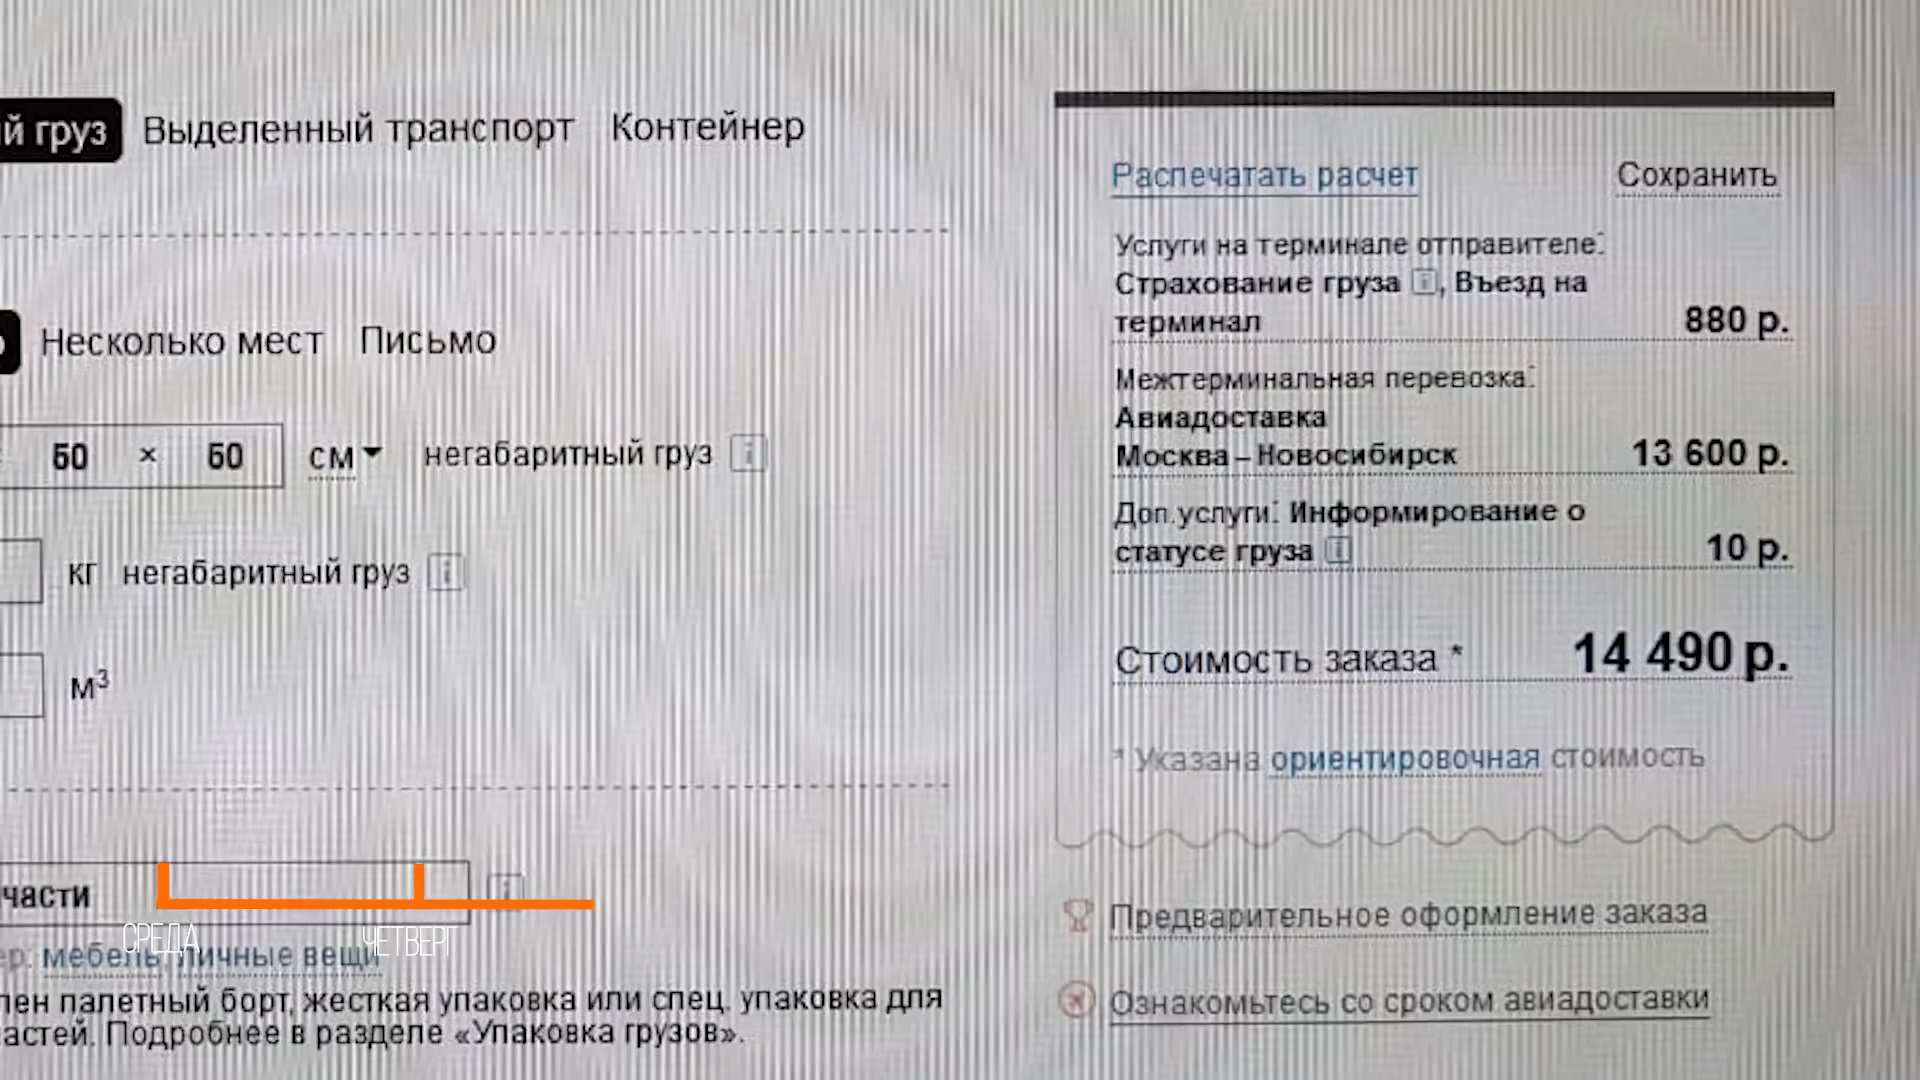 й груз Выделенный транспорт Контейнер
Несколько мест Письмо
50 × 50 см негабаритный груз i
кг негабаритный груз i
м³
части i
СРЕДА ЧЕТВЕРГ
ер: мебель, личные вещи
лен палетный борт, жесткая упаковка или спец. упаковка для
астей. Подробнее в разделе «Упаковка грузов».
Распечатать расчет Сохранить
Услуги на терминале отправителе:
Страхование груза i, Въезд на
терминал 880 р.
Межтерминальная перевозка:
Авиадоставка
Москва – Новосибирск 13 600 р.
Доп.услуги: Информирование о
статусе груза i 10 р.
Стоимость заказа * 14 490 р.
* Указана ориентировочная стоимость
Предварительное оформление заказа
Ознакомьтесь со сроком авиадоставки